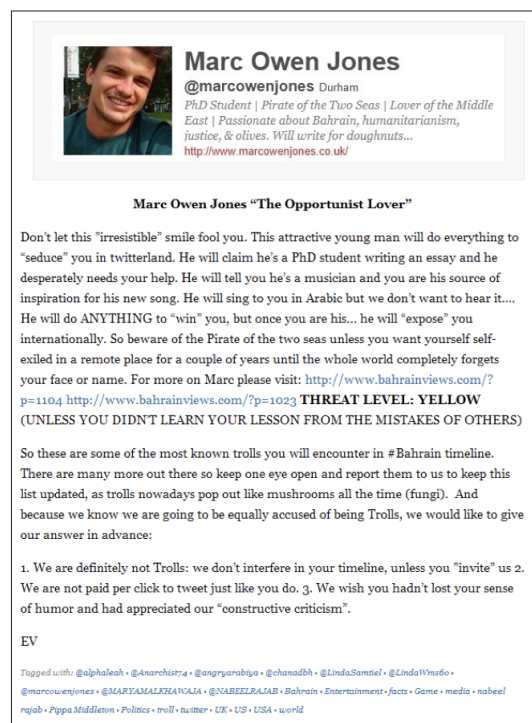 Marc Owen Jones
@marcowenjones Durham
PhD Student | Pirate of the Two Seas | Lover of the Middle
East | Passionate about Bahrain, humanitarianism,
justice, & olives. Will write for doughnuts...
http://www.marcowenjones.co.uk/
Marc Owen Jones “The Opportunist Lover”
Don’t let this ”irresistible” smile fool you. This attractive young man will do everything to
“seduce” you in twitterland. He will claim he’s a PhD student writing an essay and he
desperately needs your help. He will tell you he’s a musician and you are his source of
inspiration for his new song. He will sing to you in Arabic but we don’t want to hear it….
He will do ANYTHING to “win” you, but once you are his… he will “expose” you
internationally. So beware of the Pirate of the two seas unless you want yourself self-
exiled in a remote place for a couple of years until the whole world completely forgets
your face or name. For more on Marc please visit: http://www.bahrainviews.com/?
p=1104 http://www.bahrainviews.com/?p=1023 THREAT LEVEL: YELLOW
(UNLESS YOU DIDN’T LEARN YOUR LESSON FROM THE MISTAKES OF OTHERS)
So these are some of the most known trolls you will encounter in #Bahrain timeline.
There are many more out there so keep one eye open and report them to us to keep this
list updated, as trolls nowadays pop out like mushrooms all the time (fungi).  And
because we know we are going to be equally accused of being Trolls, we would like to give
our answer in advance:
1. We are definitely not Trolls: we don’t interfere in your timeline, unless you ”invite” us 2.
We are not paid per click to tweet just like you do. 3. We wish you hadn’t lost your sense
of humor and had appreciated our “constructive criticism”.
EV
Tagged with: @alphaleah • @Anarchist74 • @angryarabiya • @chanadbh • @LindaSamtiel • @LindaWms60 •
@marcowenjones • @MARYAMALKHAWAJA • @NABEELRAJAB • Bahrain • Entertainment • facts • Game • media • nabeel
rajab • Pippa Middleton • Politics • troll • twitter • UK • US • USA • world